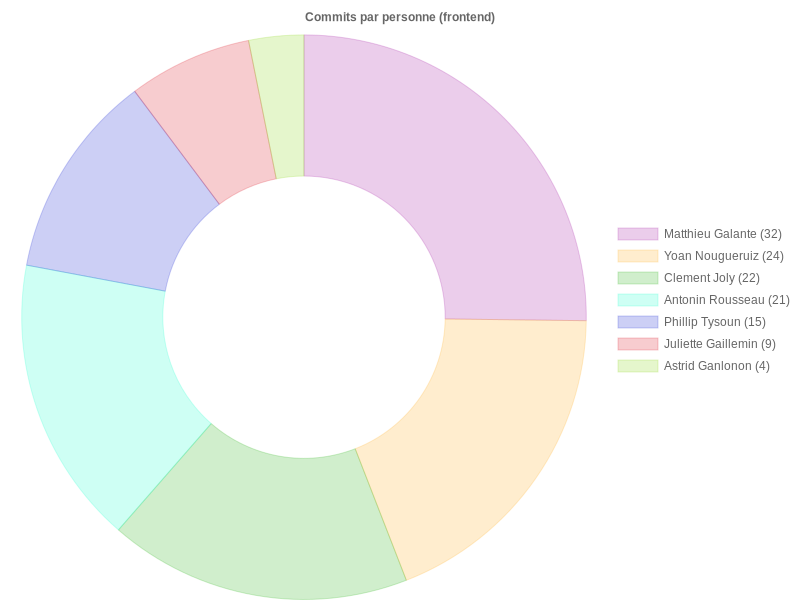 Commits par personne (frontend)
Matthieu Galante (32)
Yoan Nougueruiz (24)
Clement Joly (22)
Antonin Rousseau (21)
Phillip Tysoun (15)
Juliette Gaillemin (9)
Astrid Ganlonon (4)